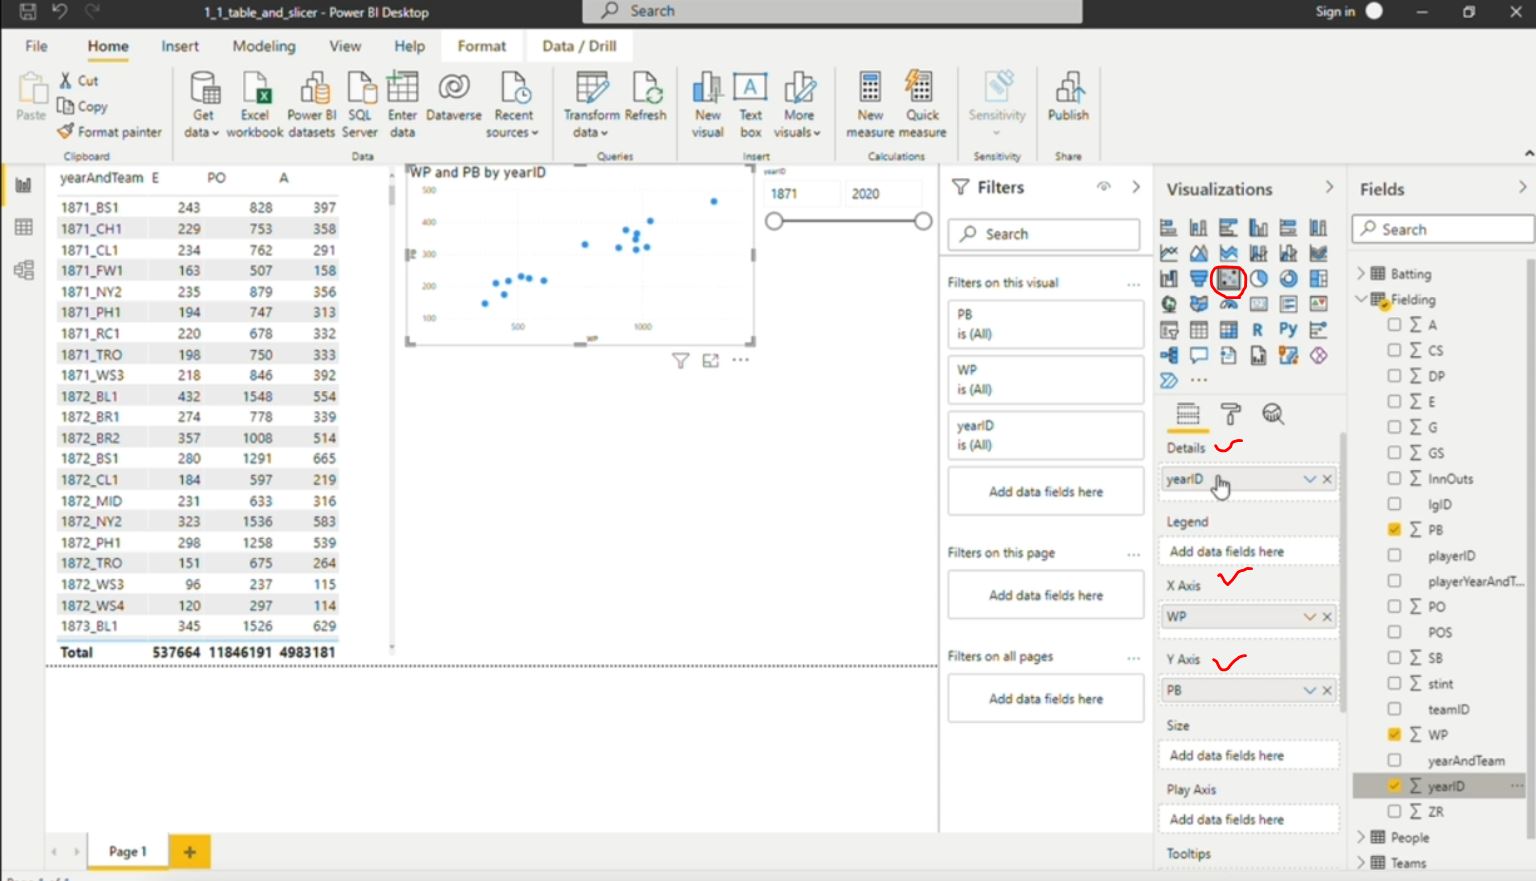 1_1_table_and_slicer - Power BI Desktop
Search
Sign in
File Home Insert Modeling View Help Format Data / Drill
Paste
Cut
Copy
Format painter
Clipboard
Get data
Excel workbook
Power BI datasets
SQL Server
Enter data
Dataverse
Recent sources
Data
Transform data
Refresh
Queries
New visual
Text box
More visuals
Insert
New measure
Quick measure
Calculations
Sensitivity
Sensitivity
Publish
Share
yearAndTeam E PO A
1871_BS1 243 828 397
1871_CH1 229 753 358
1871_CL1 234 762 291
1871_FW1 163 507 158
1871_NY2 235 879 356
1871_PH1 194 747 313
1871_RC1 220 678 332
1871_TRO 198 750 333
1871_WS3 218 846 392
1872_BL1 432 1548 554
1872_BR1 274 778 339
1872_BR2 357 1008 514
1872_BS1 280 1291 665
1872_CL1 184 597 219
1872_MID 231 633 316
1872_NY2 323 1536 583
1872_PH1 298 1258 539
1872_TRO 151 675 264
1872_WS3 96 237 115
1872_WS4 120 297 114
1873_BL1 345 1526 629
Total 537664 11846191 4983181
WP and PB by yearID
500
400
300
200
100
PB
500 1000
WP
yearID
1871 2020
Filters
Search
Filters on this visual ...
PB
is (All)
WP
is (All)
yearID
is (All)
Add data fields here
Filters on this page ...
Add data fields here
Filters on all pages ...
Add data fields here
Visualizations
R Py
...
Details
yearID
Legend
Add data fields here
X Axis
WP
Y Axis
PB
Size
Add data fields here
Play Axis
Add data fields here
Tooltips
Fields
Search
Batting
Fielding
∑ A
∑ CS
∑ DP
∑ E
∑ G
∑ GS
∑ InnOuts
lgID
∑ PB
playerID
playerYearAndT...
∑ PO
POS
∑ SB
∑ stint
teamID
∑ WP
yearAndTeam
∑ yearID ...
∑ ZR
People
Teams
Page 1 +